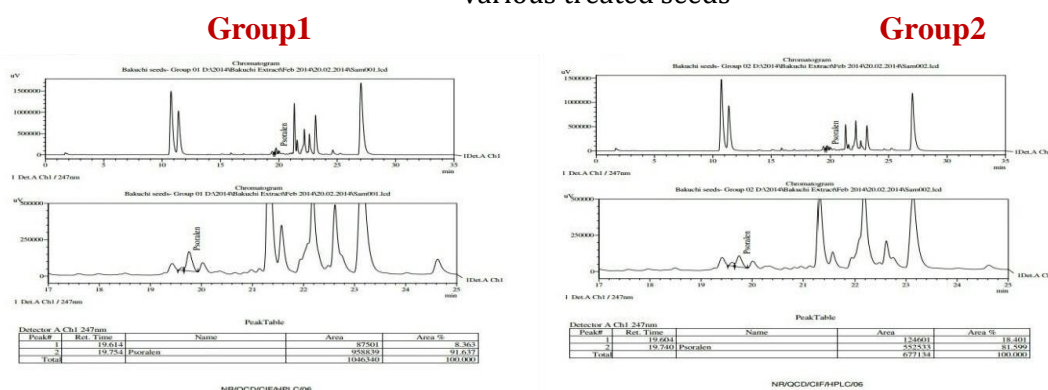 various treated seeds
Group1
Group2
Chromatogram
Bakuchi seeds- Group 01 D:\2014\Bakuchi Extract\Feb 2014\20.02.2014\Sam001.lcd
uV
1500000
1000000
500000
0
Psoralen
0 5 10 15 20 25 30 35
min
1Det.A Ch1
1 Det.A Ch1 / 247nm
Chromatogram
Bakuchi seeds- Group 01 D:\2014\Bakuchi Extract\Feb 2014\20.02.2014\Sam001.lcd
uV
500000
250000
0
Psoralen
17 18 19 20 21 22 23 24 25
min
1Det.A Ch1
1 Det.A Ch1 / 247nm
PeakTable
Detector A Ch1 247nm
Peak# Ret. Time Name Area Area %
1 19.614 87501 8.363
2 19.754 Psoralen 958839 91.637
Total 1046340 100.000
NR/QCD/CIF/HPLC/06
Chromatogram
Bakuchi seeds- Group 02 D:\2014\Bakuchi Extract\Feb 2014\20.02.2014\Sam002.lcd
uV
1500000
1000000
500000
0
Psoralen
0 5 10 15 20 25 30 35
min
1Det.A Ch
1 Det.A Ch1 / 247nm
Chromatogram
Bakuchi seeds- Group 02 D:\2014\Bakuchi Extract\Feb 2014\20.02.2014\Sam002.lcd
uV
500000
250000
0
Psoralen
17 18 19 20 21 22 23 24 25
min
1Det.A Ch
1 Det.A Ch1 / 247nm
PeakTable
Detector A Ch1 247nm
Peak# Ret. Time Name Area Area %
1 19.604 124601 18.401
2 19.740 Psoralen 552533 81.599
Total 677134 100.000
NR/QCD/CIF/HPLC/06